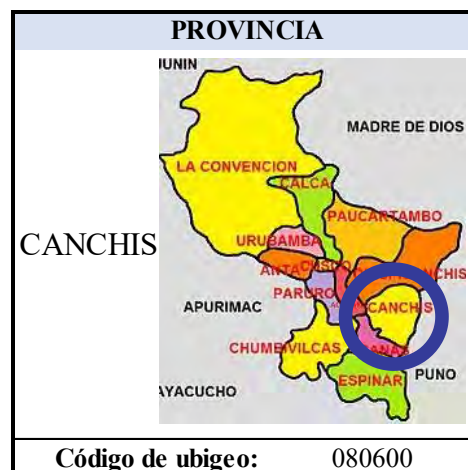 PROVINCIA
JUNIN
MADRE DE DIOS
LA CONVENCION
CALCA
PAUCARTAMBO
URUBAMBA
CANCHIS
ANTA CUSCO
PARURO
CANCHIS
APURIMAC
CHUMBIVILCAS
PUNO
ESPINAR
AYACUCHO
Código de ubigeo: 080600